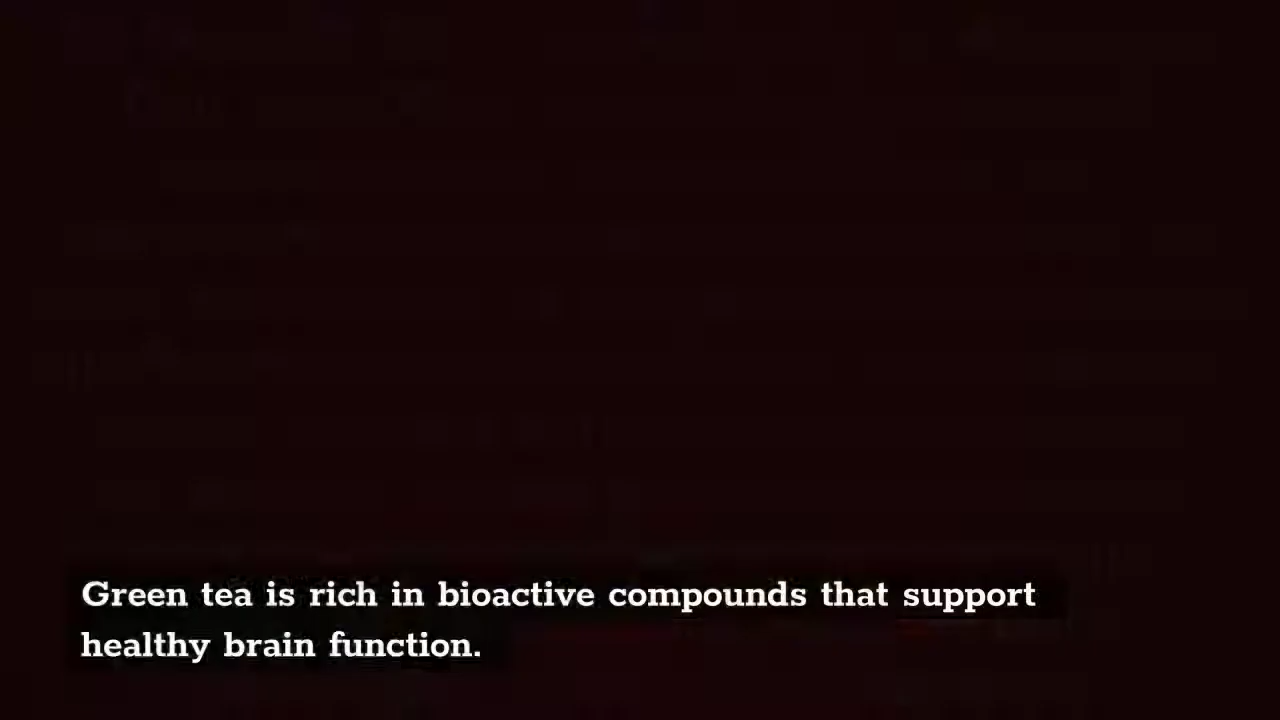 Green tea is rich in bioactive compounds that support
healthy brain function.